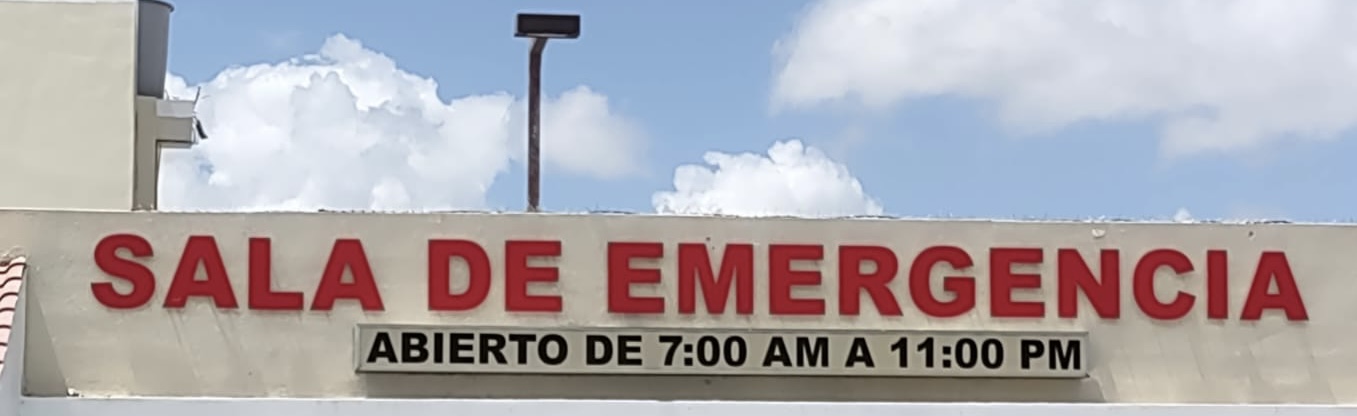 SALA DE EMERGENCIA
ABIERTO DE 7:00 AM A 11:00 PM